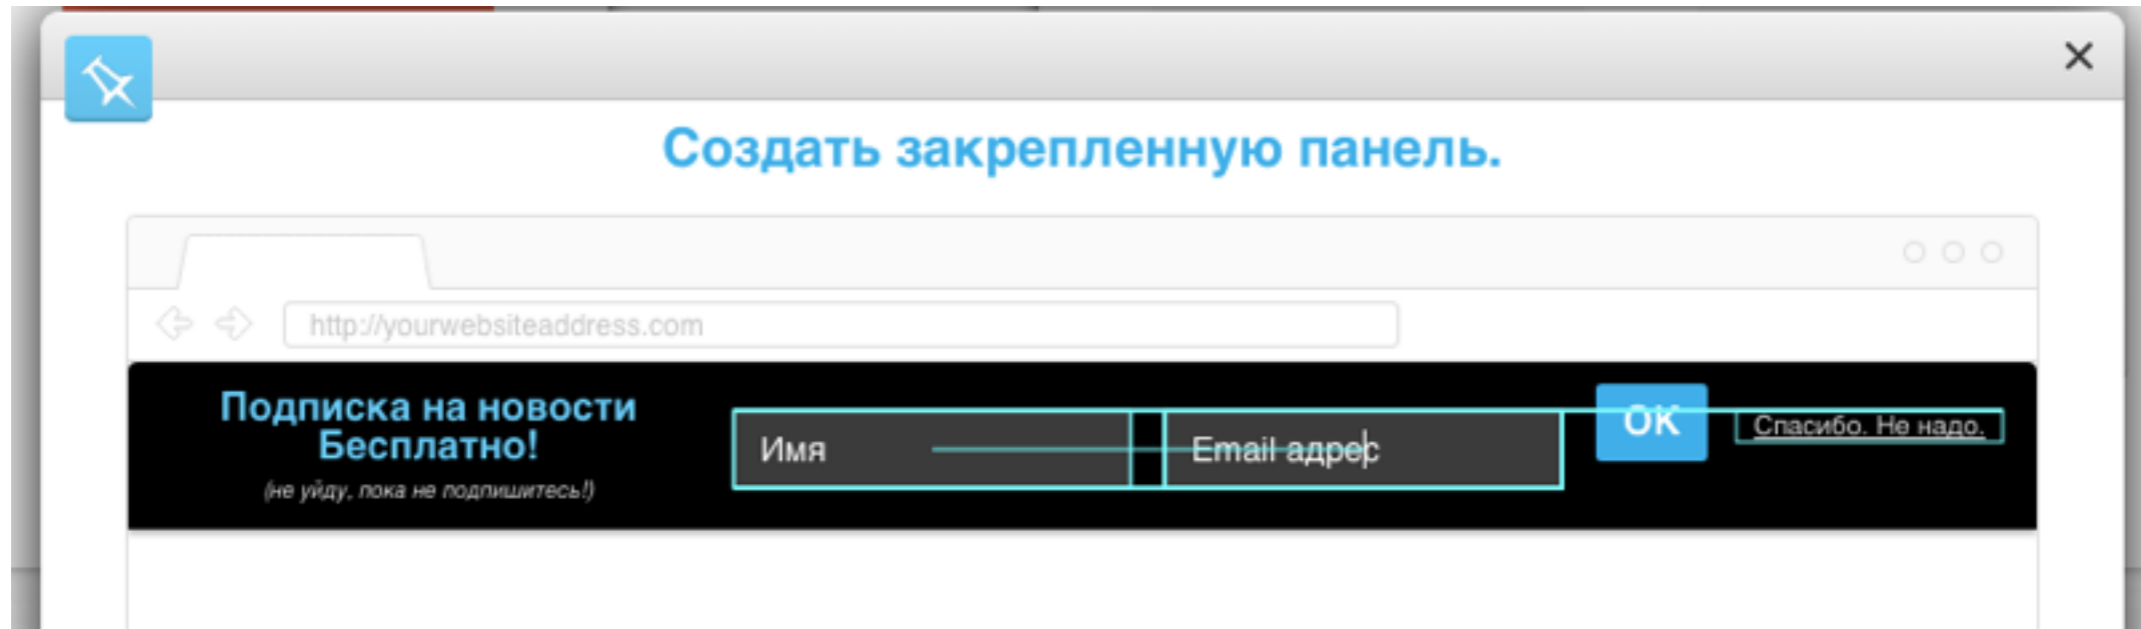 Создать закрепленную панель.
http://yourwebsiteaddress.com
Подписка на новости
Бесплатно!
(не уйду, пока не подпишитесь!)
Имя
Email адрес
OK
Спасибо. Не надо.